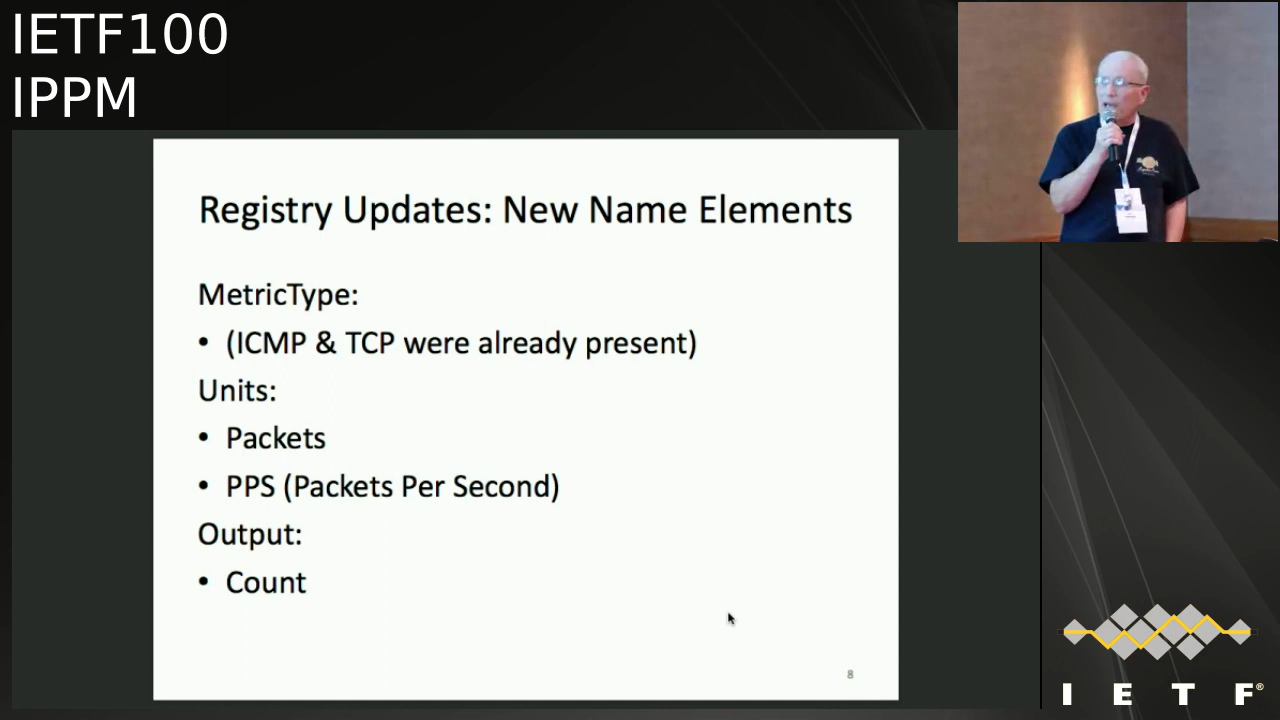 IETF100
IPPM
Registry Updates: New Name Elements
MetricType:
• (ICMP & TCP were already present)
Units:
• Packets
• PPS (Packets Per Second)
Output:
• Count
8
I E T F®